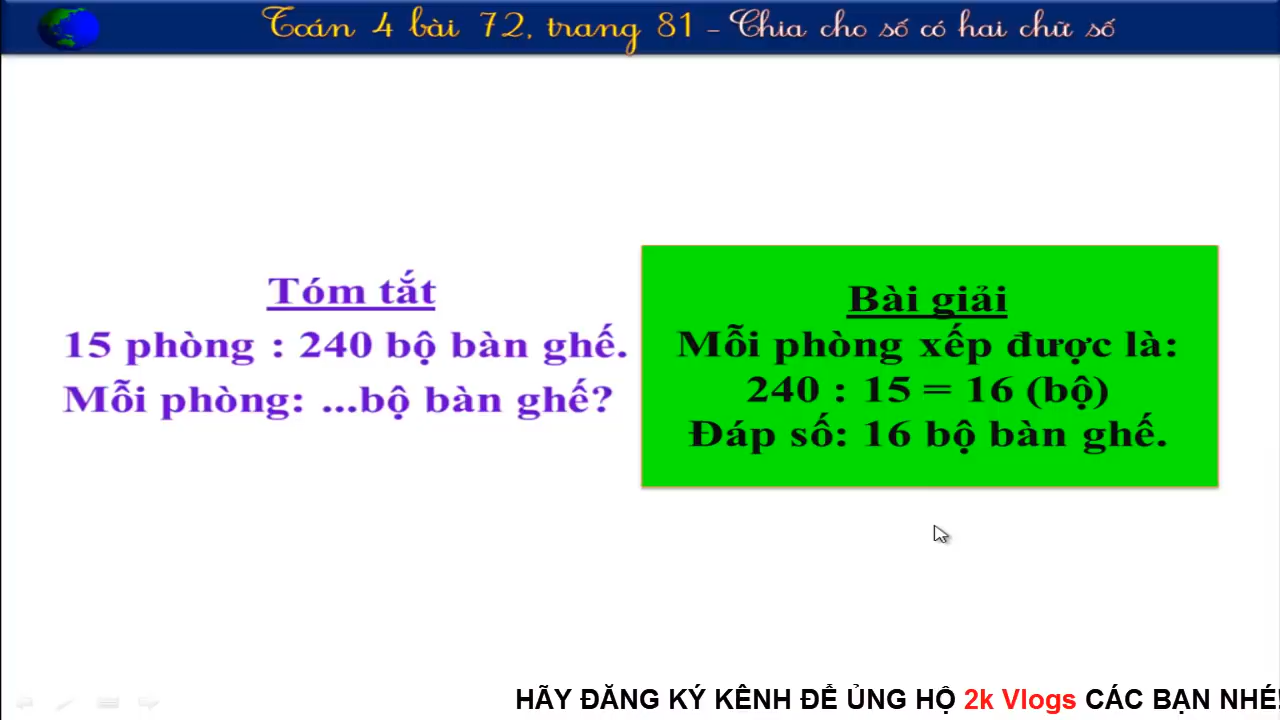 Toán 4 bài 72, trang 81 - Chia cho số có hai chữ số
Tóm tắt
15 phòng : 240 bộ bàn ghế.
Mỗi phòng: ...bộ bàn ghế?
Bài giải
Mỗi phòng xếp được là:
240 : 15 = 16 (bộ)
Đáp số: 16 bộ bàn ghế.
HÃY ĐĂNG KÝ KÊNH ĐỂ ỦNG HỘ 2k Vlogs CÁC BẠN NHÉ!